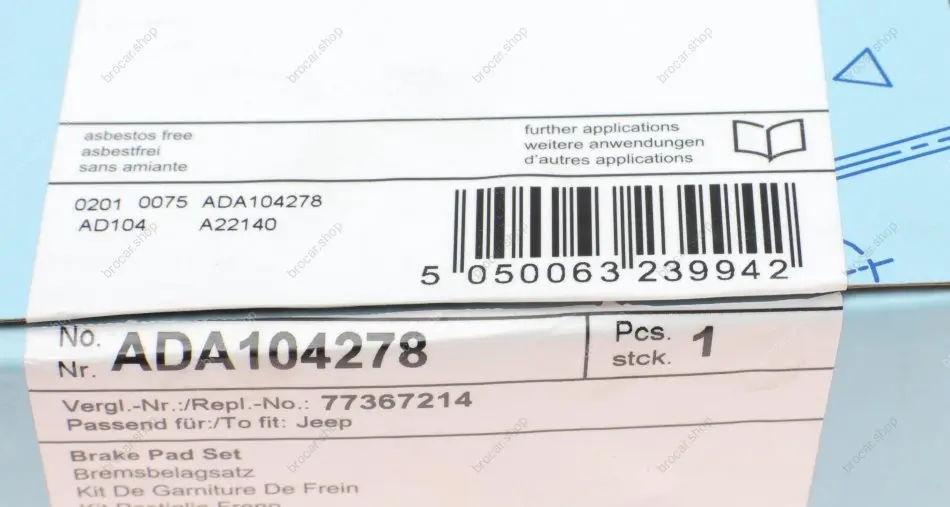 asbestos free
asbestfrei
sans amiante
further applications
weitere anwendungen
d'autres applications
0201 0075 ADA104278
AD104 A22140
5 050063 239942
No.
Nr. ADA104278
Pcs.
stck. 1
Vergl.-Nr.:/Repl.-No.: 77367214
Passend für:/To fit: Jeep
Brake Pad Set
Bremsbelagsatz
Kit De Garniture De Frein
brocar.shop